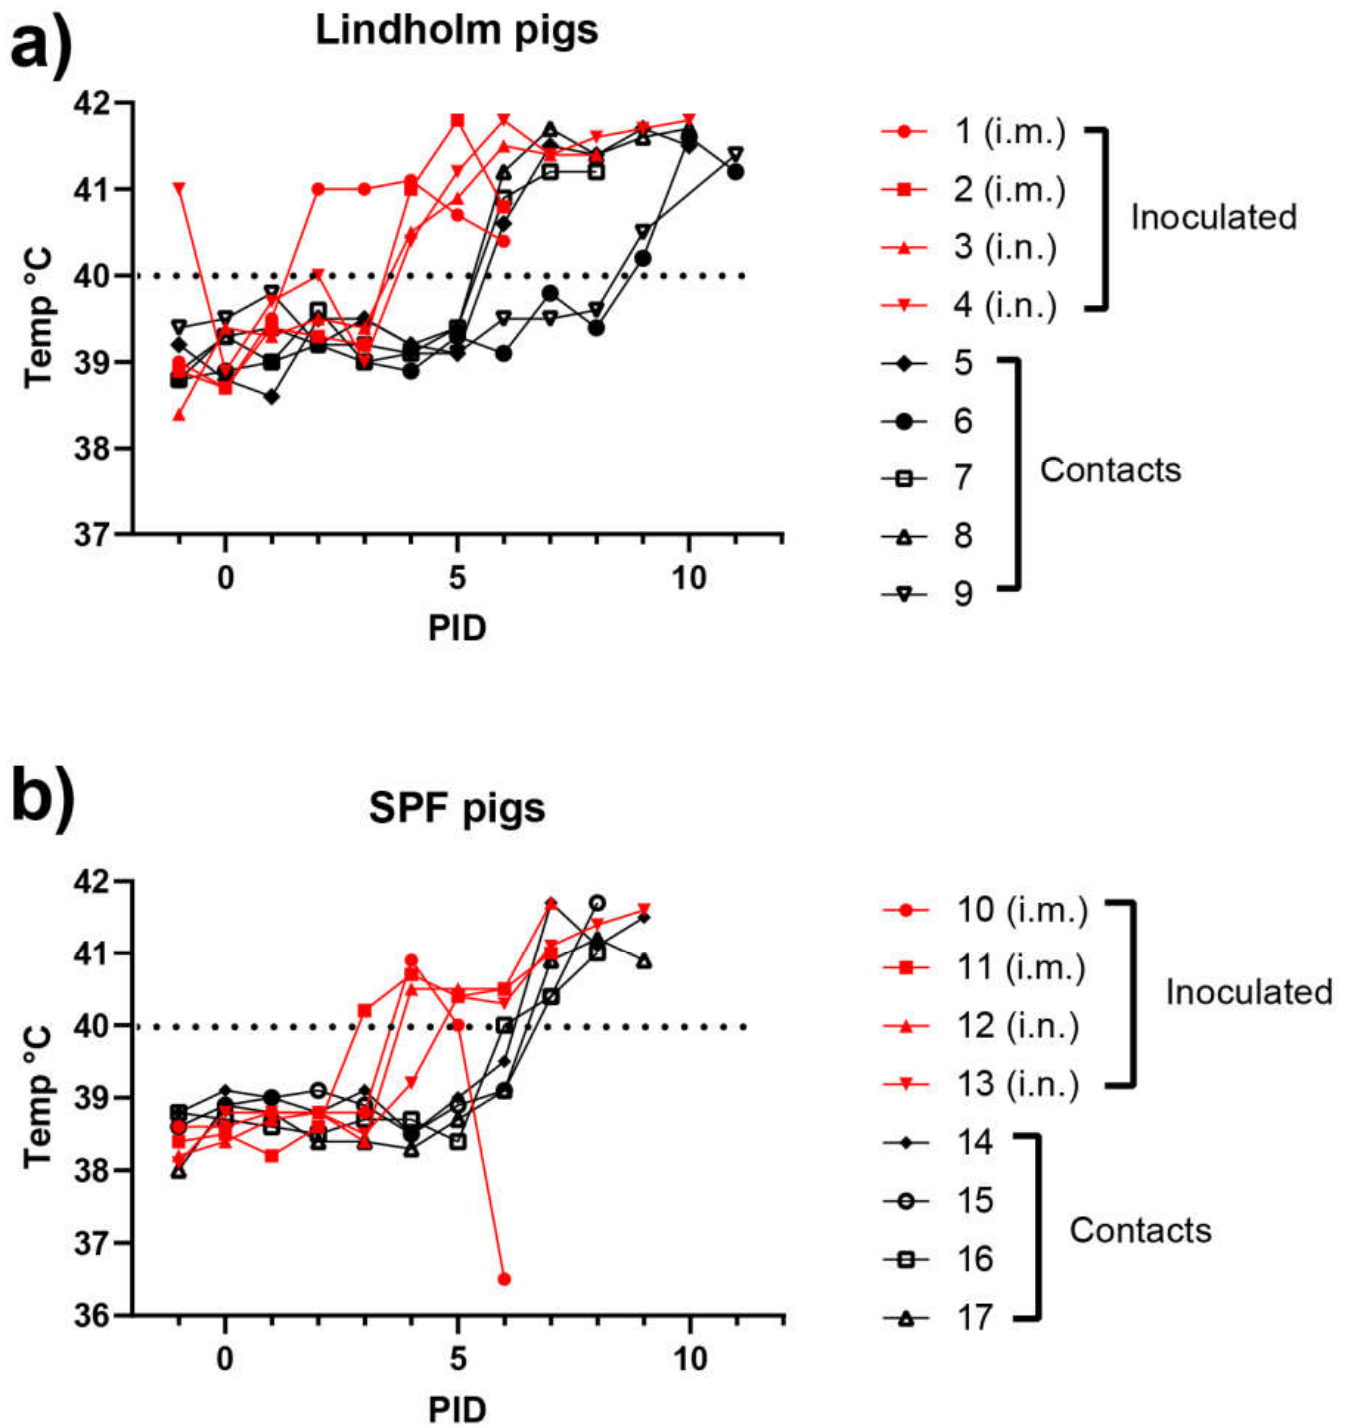 a)
Lindholm pigs
42
41
40
39
38
37
Temp °C
0
5
10
PID
1 (i.m.)
2 (i.m.)
3 (i.n.)
4 (i.n.)
5
6
7
8
9
Inoculated
Contacts
b)
SPF pigs
42
41
40
39
38
37
36
Temp °C
0
5
10
PID
10 (i.m.)
11 (i.m.)
12 (i.n.)
13 (i.n.)
14
15
16
17
Inoculated
Contacts